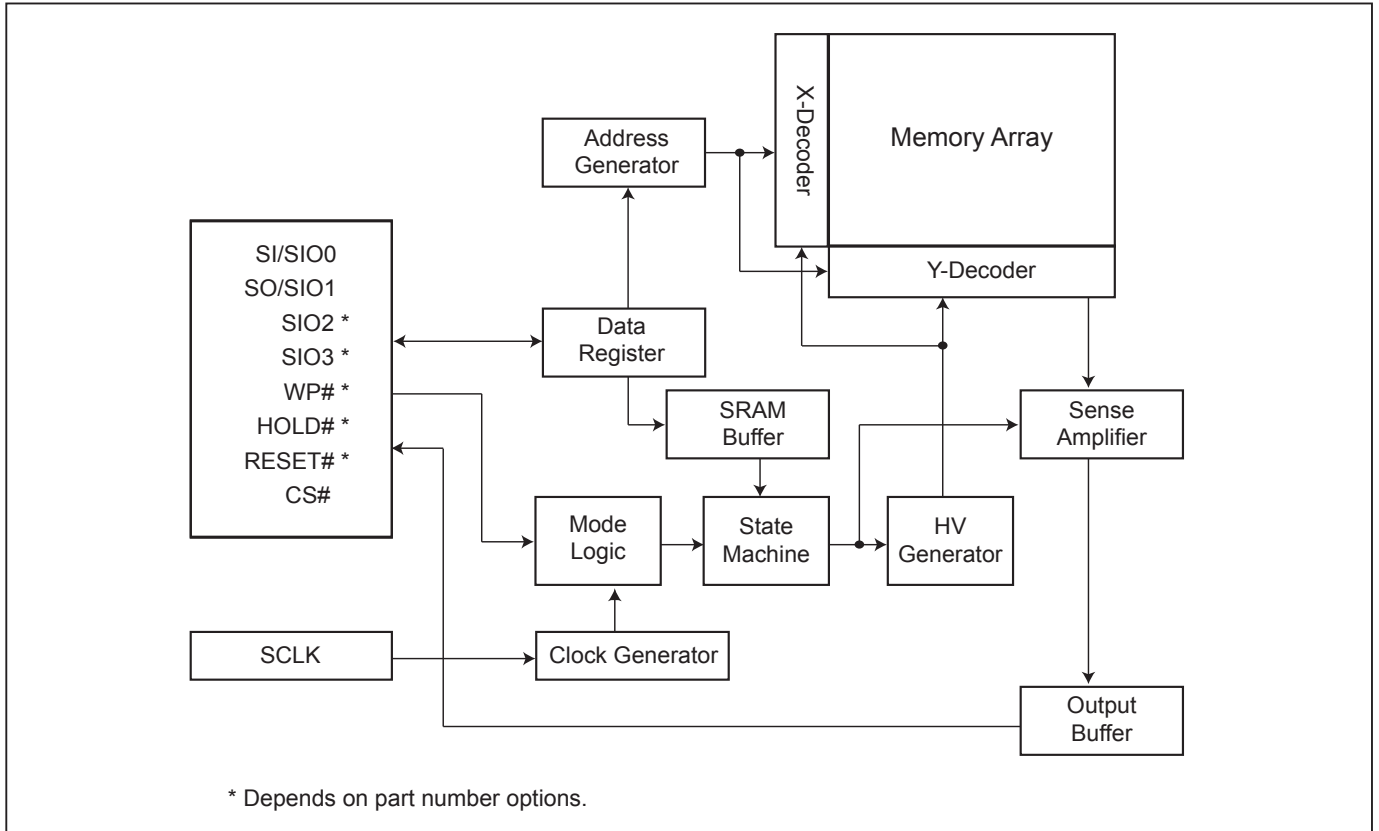 X-Decoder
Memory Array
Address
Generator
Y-Decoder
SI/SIO0
SO/SIO1
SIO2 *
SIO3 *
WP# *
HOLD# *
RESET# *
CS#
Data
Register
SRAM
Buffer
Sense
Amplifier
Mode
Logic
State
Machine
HV
Generator
SCLK
Clock Generator
Output
Buffer
* Depends on part number options.